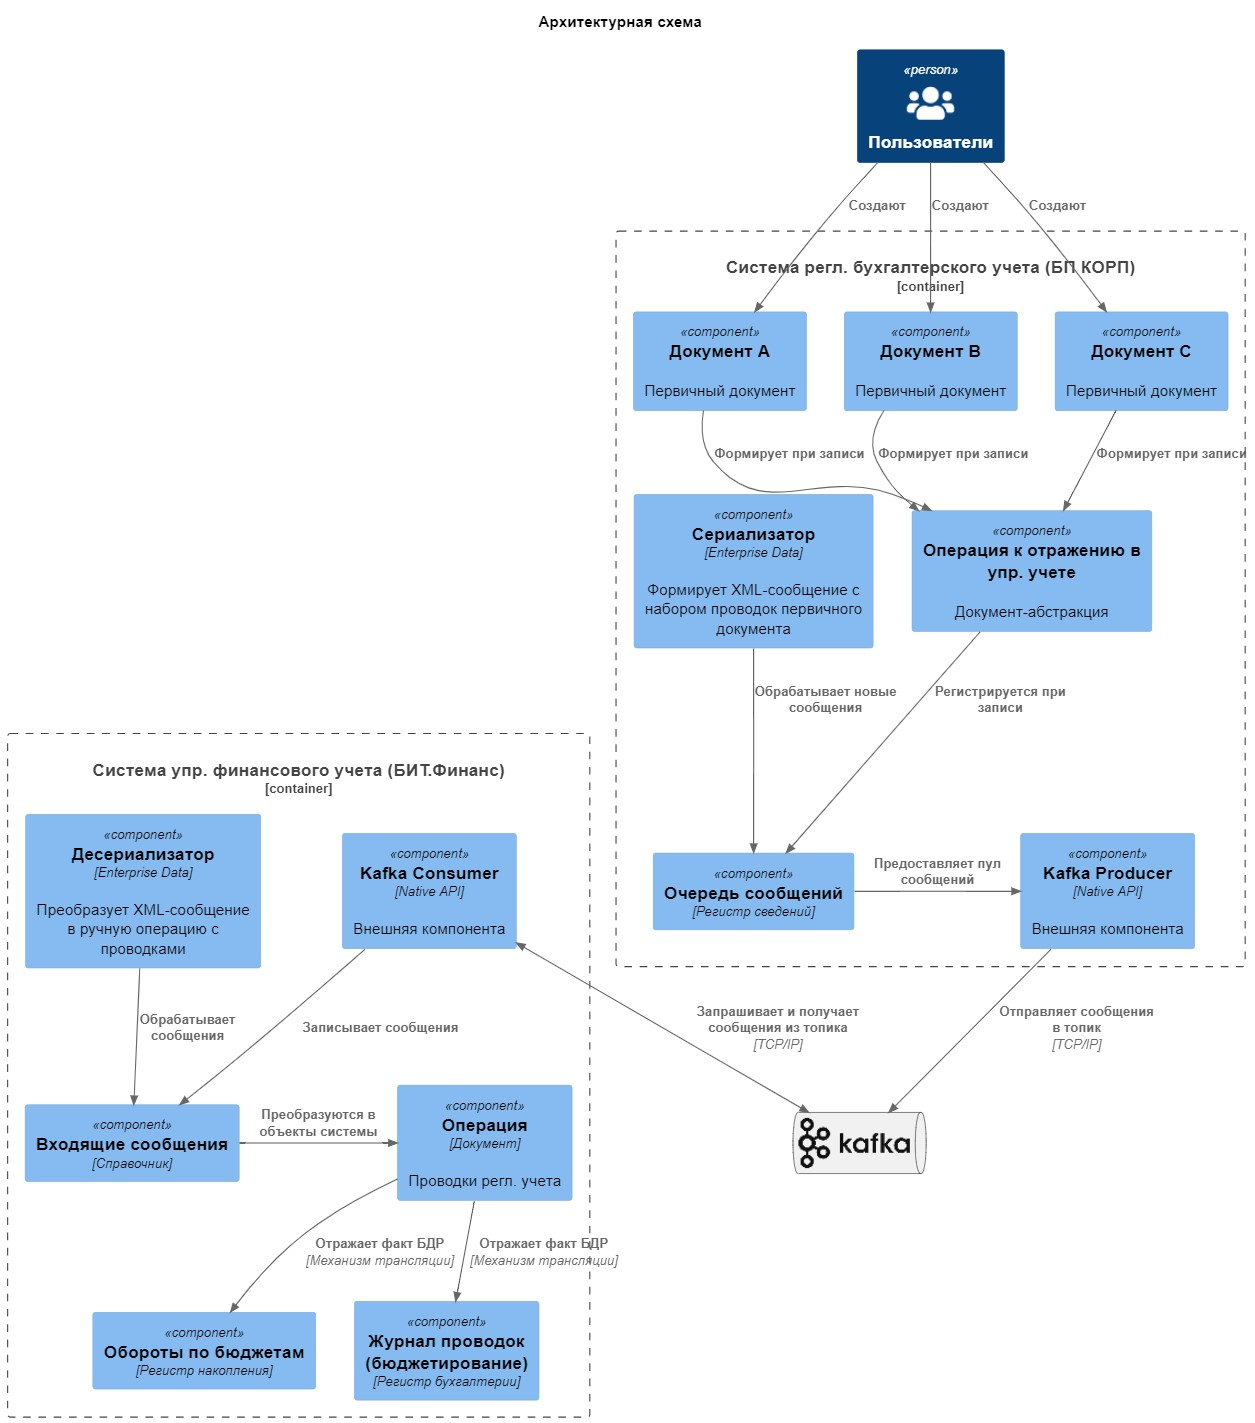 Архитектурная схема
«person»
Пользователи
Создают
Создают
Создают
Система регл. бухгалтерского учета (БП КОРП)
[container]
«component»
Документ A
Первичный документ
«component»
Документ B
Первичный документ
«component»
Документ C
Первичный документ
Формирует при записи
Формирует при записи
Формирует при записи
«component»
Сериализатор
[Enterprise Data]
Формирует XML-сообщение с
набором проводок первичного
документа
«component»
Операция к отражению в
упр. учете
Документ-абстракция
Обрабатывает новые
сообщения
Регистрируется при
записи
«component»
Очередь сообщений
[Регистр сведений]
Предоставляет пул
сообщений
«component»
Kafka Producer
[Native API]
Внешняя компонента
Система упр. финансового учета (БИТ.Финанс)
[container]
«component»
Десериализатор
[Enterprise Data]
Преобразует XML-сообщение
в ручную операцию с
проводками
«component»
Kafka Consumer
[Native API]
Внешняя компонента
Обрабатывает
сообщения
Записывает сообщения
Запрашивает и получает
сообщения из топика
[TCP/IP]
Отправляет сообщения
в топик
[TCP/IP]
«component»
Входящие сообщения
[Справочник]
Преобразуются в
объекты системы
«component»
Операция
[Документ]
Проводки регл. учета
kafka
Отражает факт БДР
[Механизм трансляции]
Отражает факт БДР
[Механизм трансляции]
«component»
Обороты по бюджетам
[Регистр накопления]
«component»
Журнал проводок
(бюджетирование)
[Регистр бухгалтерии]